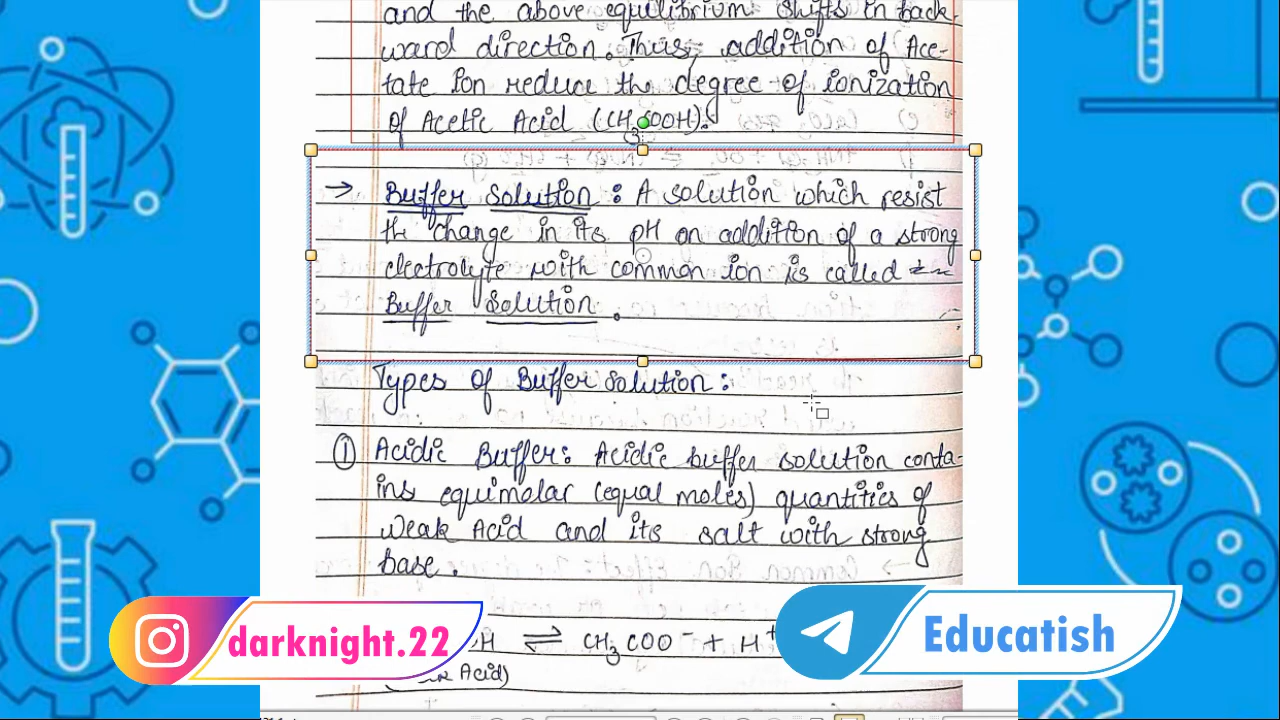 and the above equilibrium shifts in back-
ward direction. Thus, addition of Ace-
tate ion reduce the degree of ionization
of Acetic Acid (CH3COOH).
→ Buffer Solution : A solution which resist
the change in its pH on addition of a strong
electrolyte with common ion is called
Buffer Solution .
Types of Buffer Solution :
① Acidic Buffer: Acidic buffer solution conta-
ins equimolar (equal moles) quantities of
weak Acid and its salt with strong
base .
H ⇌ CH3COO⁻ + H⁺
Acid)
darknight.22
Educatish